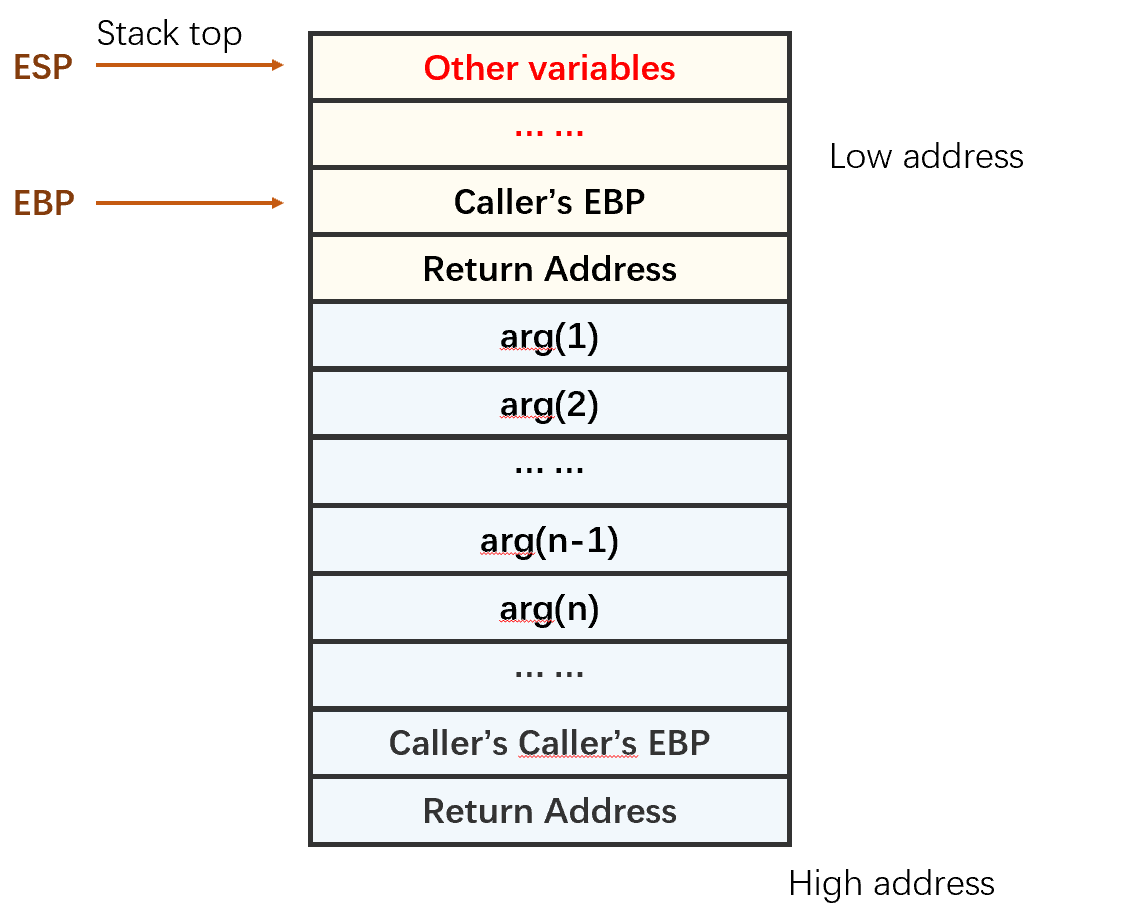 Stack top
ESP
Other variables
... ...
Low address
EBP
Caller’s EBP
Return Address
arg(1)
arg(2)
... ...
arg(n-1)
arg(n)
... ...
Caller’s Caller’s EBP
Return Address
High address